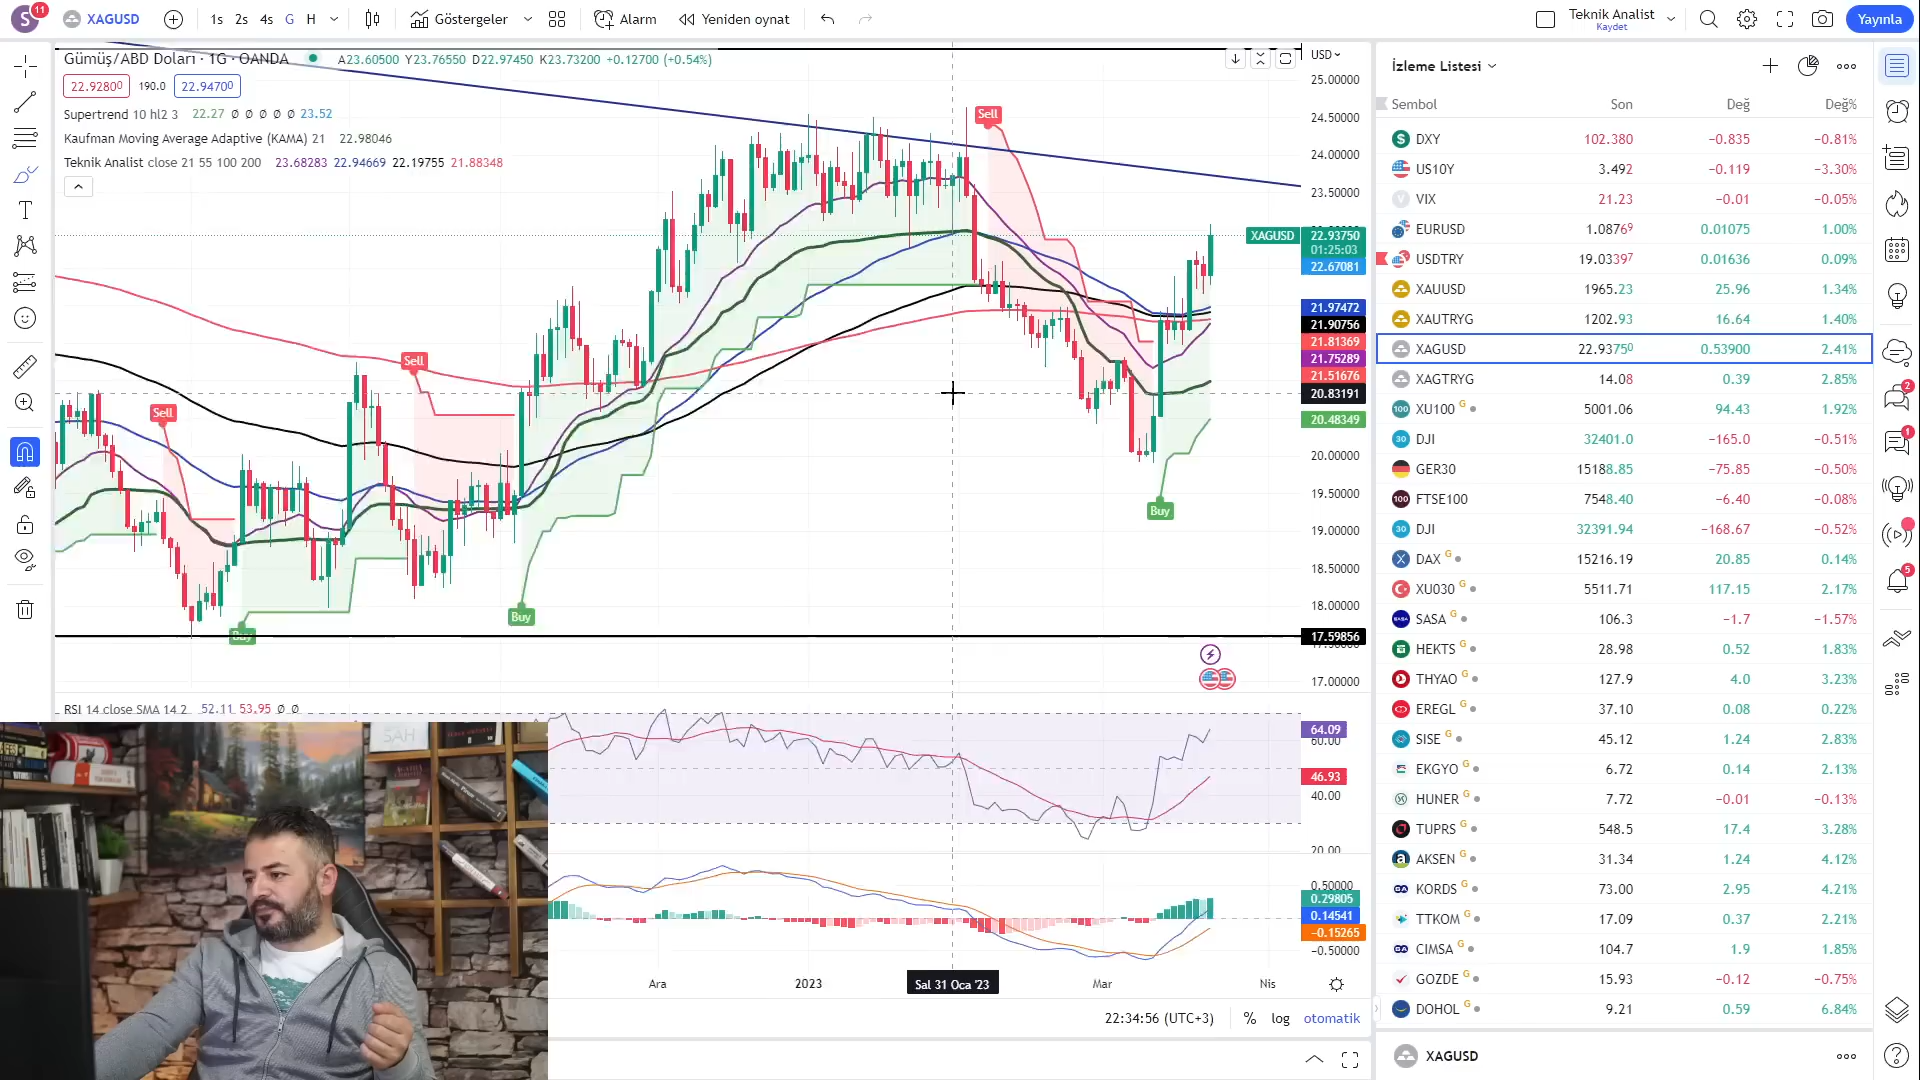 S 11 XAGUSD 1s 2s 4s G H Göstergeler Alarm Yeniden oynat Teknik Analist Kaydet Yayınla
Gümüş/ABD Doları · 1G · OANDA A23.60500 Y23.76550 D22.97450 K23.73200 +0.12700 (+0.54%)
22.92800 190.0 22.94700
Supertrend 10 hl2 3 22.27 Ø Ø Ø Ø Ø 23.52
Kaufman Moving Average Adaptive (KAMA) 21 22.98046
Teknik Analist close 21 55 100 200 23.68283 22.94669 22.19755 21.88348
USD
25.00000
24.50000
24.00000
23.50000
XAGUSD 22.93750
01:25:03
22.67081
21.97472
21.90756
21.81369
21.75289
21.51676
20.83191
20.48349
20.00000
19.50000
19.00000
18.50000
18.00000
17.59856
17.00000
Sell
Sell
Sell
Buy
Buy
Buy
RSI 14 close SMA 14 2 52.11 53.95 Ø Ø
64.09
60.00
46.93
40.00
20.00
0.50000
0.29805
0.14541
−0.15265
−0.50000
Ara 2023 Sal 31 Oca '23 Mar Nis
22:34:56 (UTC+3) % log otomatik
İzleme Listesi
Sembol Son Değ Değ%
DXY 102.380 −0.835 −0.81%
US10Y 3.492 −0.119 −3.30%
VIX 21.23 −0.01 −0.05%
EURUSD 1.08769 0.01075 1.00%
USDTRY 19.03397 0.01636 0.09%
XAUUSD 1965.23 25.96 1.34%
XAUTRYG 1202.93 16.64 1.40%
XAGUSD 22.93750 0.53900 2.41%
XAGTRYG 14.08 0.39 2.85%
100 XU100 G 5001.06 94.43 1.92%
30 DJI 32401.0 −165.0 −0.51%
GER30 15188.85 −75.85 −0.50%
100 FTSE100 7548.40 −6.40 −0.08%
30 DJI 32391.94 −168.67 −0.52%
DAX G 15216.19 20.85 0.14%
XU030 G 5511.71 117.15 2.17%
SASA G 106.3 −1.7 −1.57%
HEKTS G 28.98 0.52 1.83%
THYAO G 127.9 4.0 3.23%
EREGL G 37.10 0.08 0.22%
SISE G 45.12 1.24 2.83%
EKGYO G 6.72 0.14 2.13%
HUNER G 7.72 −0.01 −0.13%
TUPRS G 548.5 17.4 3.28%
AKSEN G 31.34 1.24 4.12%
KORDS G 73.00 2.95 4.21%
TTKOM G 17.09 0.37 2.21%
CIMSA G 104.7 1.9 1.85%
GOZDE G 15.93 −0.12 −0.75%
DOHOL G 9.21 0.59 6.84%
XAGUSD
2
1
5